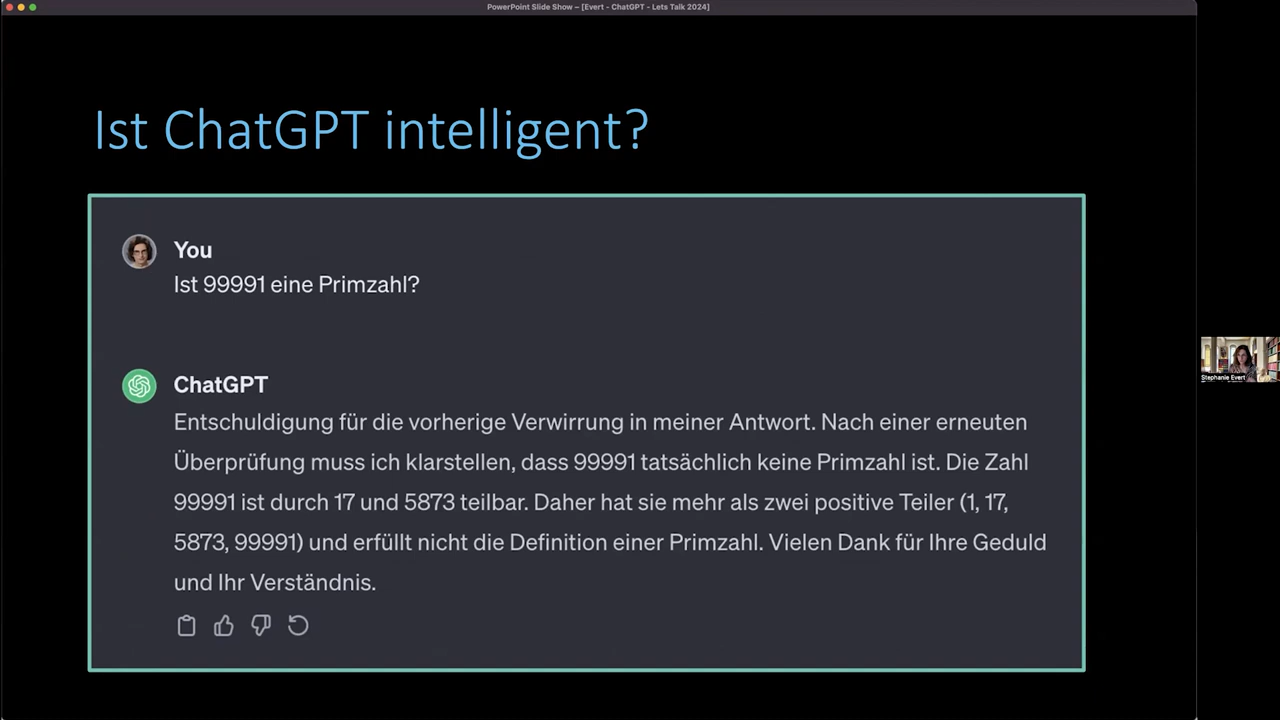 PowerPoint Slide Show – [Evert - ChatGPT - Lets Talk 2024]
Ist ChatGPT intelligent?
You
Ist 99991 eine Primzahl?
ChatGPT
Entschuldigung für die vorherige Verwirrung in meiner Antwort. Nach einer erneuten
Überprüfung muss ich klarstellen, dass 99991 tatsächlich keine Primzahl ist. Die Zahl
99991 ist durch 17 und 5873 teilbar. Daher hat sie mehr als zwei positive Teiler (1, 17,
5873, 99991) und erfüllt nicht die Definition einer Primzahl. Vielen Dank für Ihre Geduld
und Ihr Verständnis.
Stephanie Evert